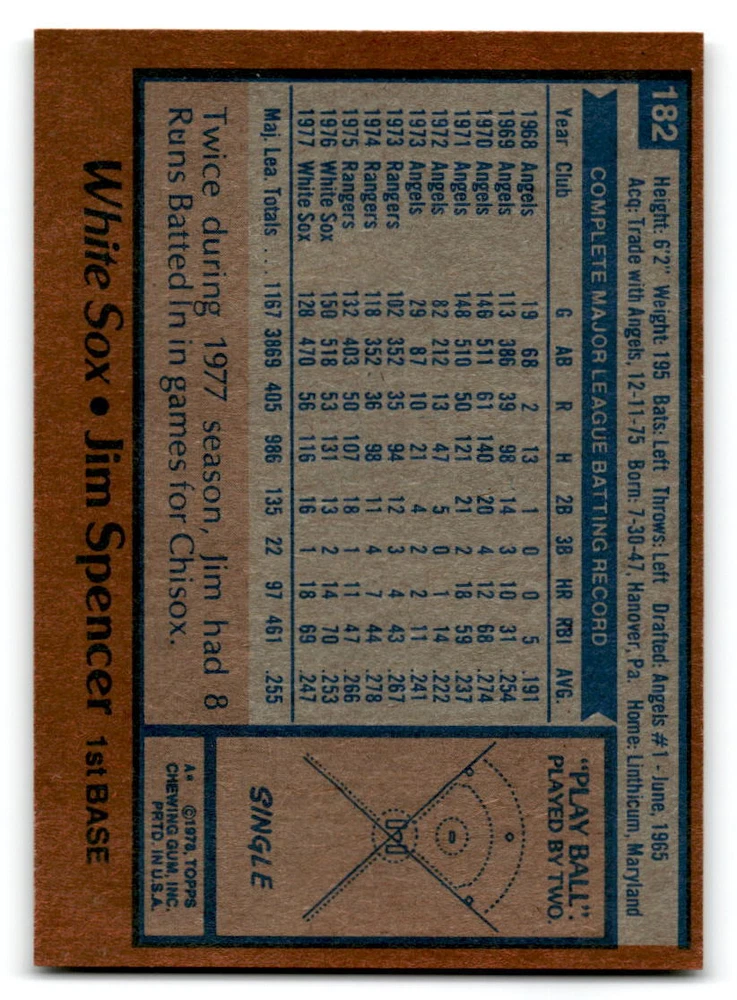 182
Height: 6'2" Weight: 195 Bats: Left Throws: Left Drafted: Angels #1 - June, 1965
Acq: Trade with Angels, 12-11-75 Born: 7-30-47, Hanover, Pa. Home: Linthicum, Maryland
COMPLETE MAJOR LEAGUE BATTING RECORD
Year Club G AB R H 2B 3B HR RBI AVG.
1968 Angels 19 68 2 13 1 0 0 5 .191
1969 Angels 113 386 39 98 14 3 10 31 .254
1970 Angels 146 511 61 140 20 4 12 68 .274
1971 Angels 148 510 50 121 21 2 18 59 .237
1972 Angels 82 212 13 47 5 0 1 14 .222
1973 Angels 29 87 10 21 4 2 2 11 .241
1973 Rangers 102 352 35 94 12 3 4 43 .267
1974 Rangers 118 352 36 98 11 4 7 44 .278
1975 Rangers 132 403 50 107 18 1 11 47 .266
1976 White Sox 150 518 53 131 13 2 14 70 .253
1977 White Sox 128 470 56 116 16 1 18 69 .247
Maj. Lea. Totals . . . 1167 3869 405 986 135 22 97 461 .255
Twice during 1977 season, Jim had 8
Runs Batted In in games for Chisox.
"PLAY BALL"
PLAYED BY TWO.
SINGLE
A* ©1978, TOPPS
CHEWING GUM, INC.
PRTD. IN U.S.A.
White Sox • Jim Spencer 1st BASE